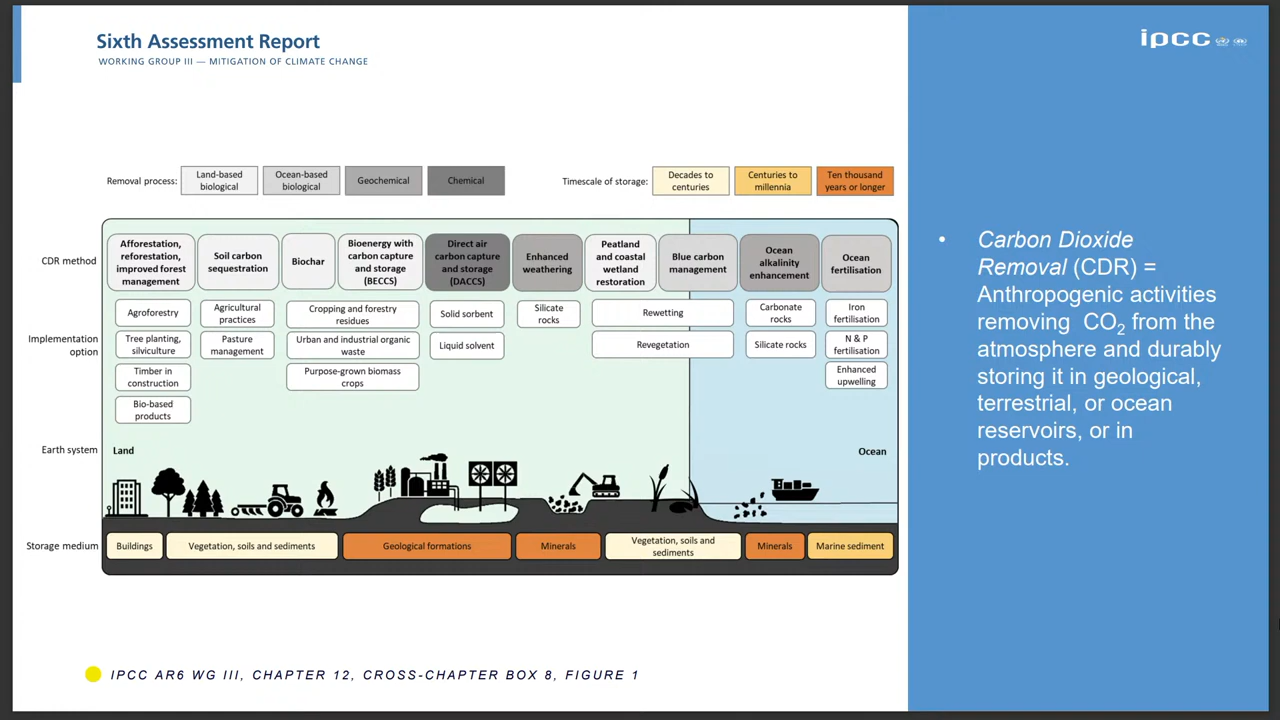 Sixth Assessment Report
WORKING GROUP III — MITIGATION OF CLIMATE CHANGE
ipcc
Removal process:
Land-based
biological
Ocean-based
biological
Geochemical
Chemical
Timescale of storage:
Decades to
centuries
Centuries to
millennia
Ten thousand
years or longer
CDR method
Afforestation,
reforestation,
improved forest
management
Soil carbon
sequestration
Biochar
Bioenergy with
carbon capture
and storage
(BECCS)
Direct air
carbon capture
and storage
(DACCS)
Enhanced
weathering
Peatland
and coastal
wetland
restoration
Blue carbon
management
Ocean
alkalinity
enhancement
Ocean
fertilisation
Implementation
option
Agroforestry
Tree planting,
silviculture
Timber in
construction
Bio-based
products
Agricultural
practices
Pasture
management
Cropping and forestry
residues
Urban and industrial organic
waste
Purpose-grown biomass
crops
Solid sorbent
Liquid solvent
Silicate
rocks
Rewetting
Revegetation
Carbonate
rocks
Silicate rocks
Iron
fertilisation
N & P
fertilisation
Enhanced
upwelling
Earth system
Land
Ocean
Storage medium
Buildings
Vegetation, soils and sediments
Geological formations
Minerals
Vegetation, soils and
sediments
Minerals
Marine sediment
• Carbon Dioxide
Removal (CDR) =
Anthropogenic activities
removing CO2 from the
atmosphere and durably
storing it in geological,
terrestrial, or ocean
reservoirs, or in
products.
IPCC AR6 WG III, CHAPTER 12, CROSS-CHAPTER BOX 8, FIGURE 1